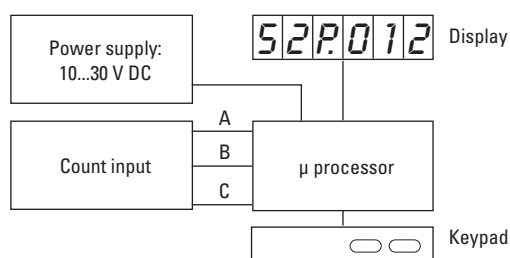 Power supply:
10...30 V DC
52P.012
Display
Count input
A
B
C
µ processor
Keypad